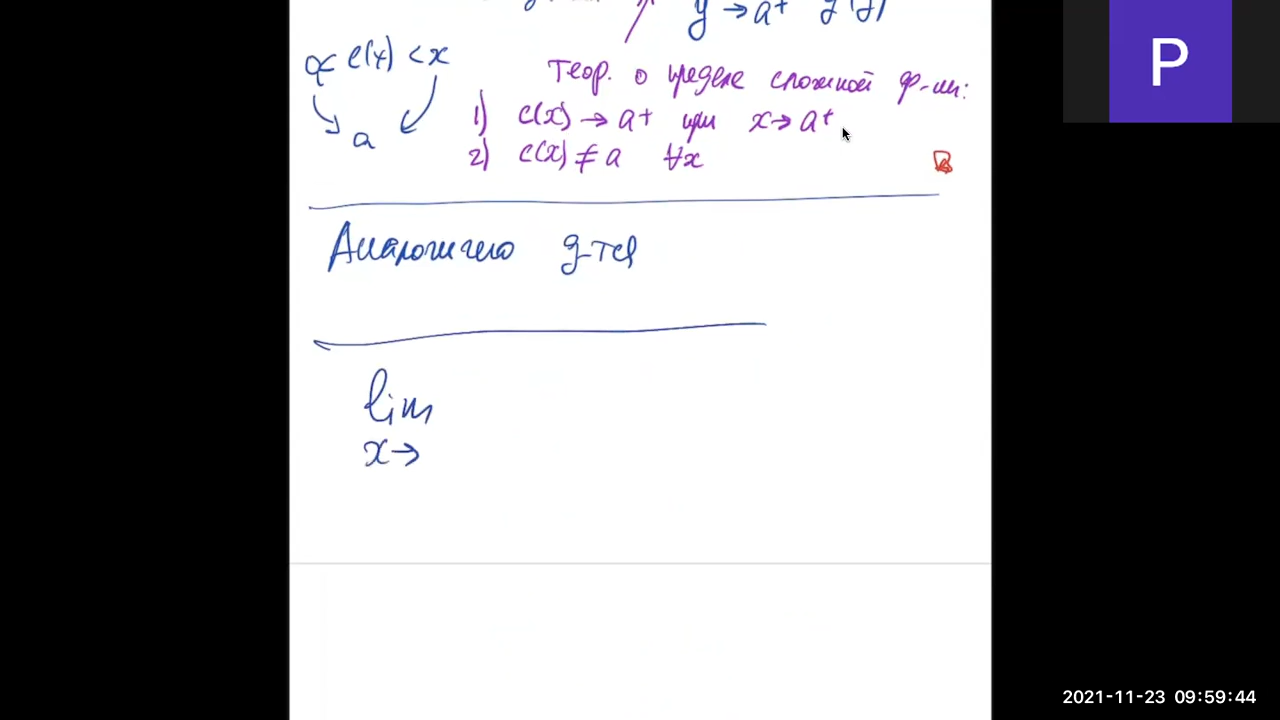 y→a+
P
∝ c(x) < x
a
Теор. о пределе сложной ф-ии:
1) c(x) → a+ при x→ a+
2) c(x) ≠ a ∀x
Аналогично д-тся
lim
x→
2021-11-23 09:59:44